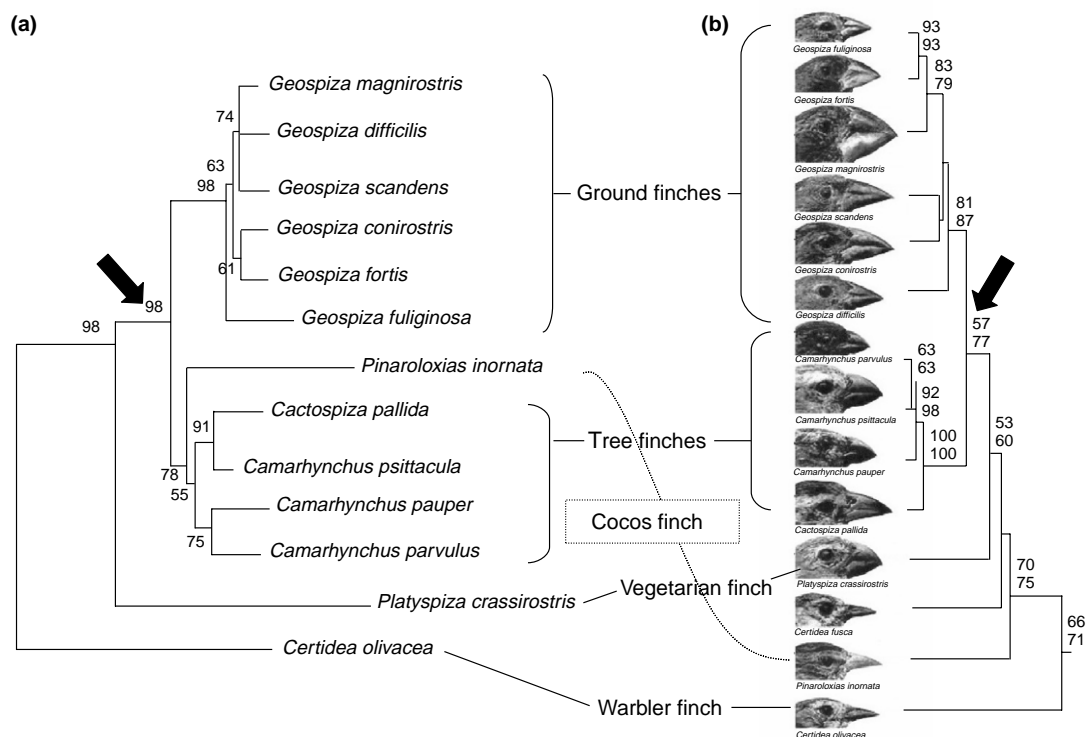 (a)
Geospiza magnirostris
74
Geospiza difficilis
63
98
Geospiza scandens
Geospiza conirostris
61
Geospiza fortis
98
98
Geospiza fuliginosa
Pinaroloxias inornata
91
Cactospiza pallida
78
55
Camarhynchus psittacula
Camarhynchus pauper
75
Camarhynchus parvulus
Platyspiza crassirostris
Certidea olivacea
Ground finches
Tree finches
Cocos finch
Vegetarian finch
Warbler finch
(b)
Geospiza fuliginosa
Geospiza fortis
Geospiza magnirostris
Geospiza scandens
Geospiza conirostris
Geospiza difficilis
Camarhynchus parvulus
Camarhynchus psittacula
Camarhynchus pauper
Cactospiza pallida
Platyspiza crassirostris
Certidea fusca
Pinaroloxias inornata
Certidea olivacea
93
93
83
79
81
87
57
77
63
63
92
98
100
100
53
60
70
75
66
71